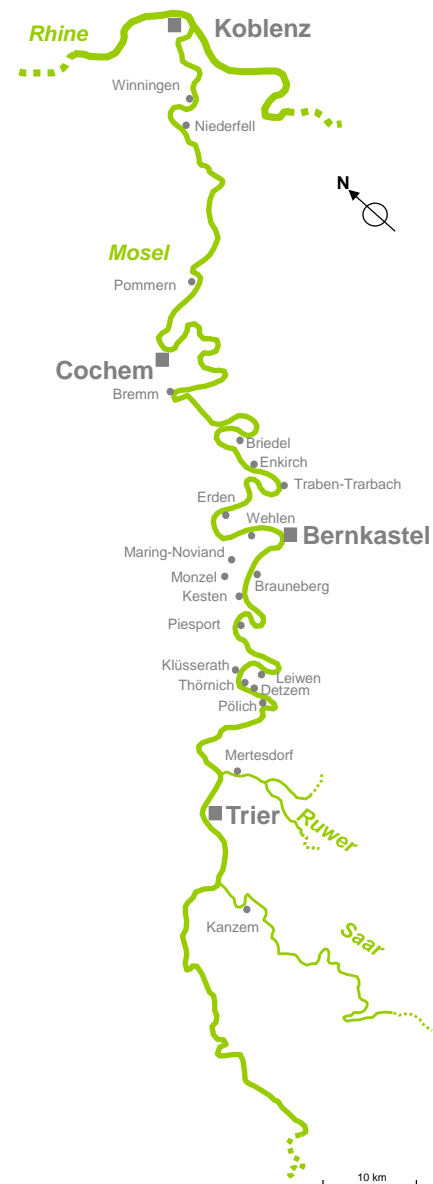 Rhine
Koblenz
Winningen
Niederfell
N
Mosel
Pommern
Cochem
Bremm
Briedel
Enkirch
Traben-Trarbach
Erden
Wehlen
Bernkastel
Maring-Noviand
Monzel
Brauneberg
Kesten
Piesport
Klüsserath
Leiwen
Thörnich
Detzem
Pölich
Mertesdorf
Trier
Ruwer
Kanzem
Saar
10 km